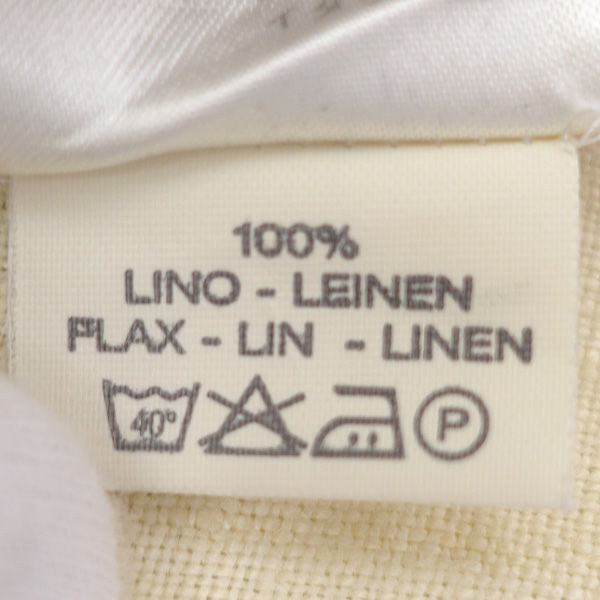 100%
LINO - LEINEN
FLAX - LIN - LINEN
40° P